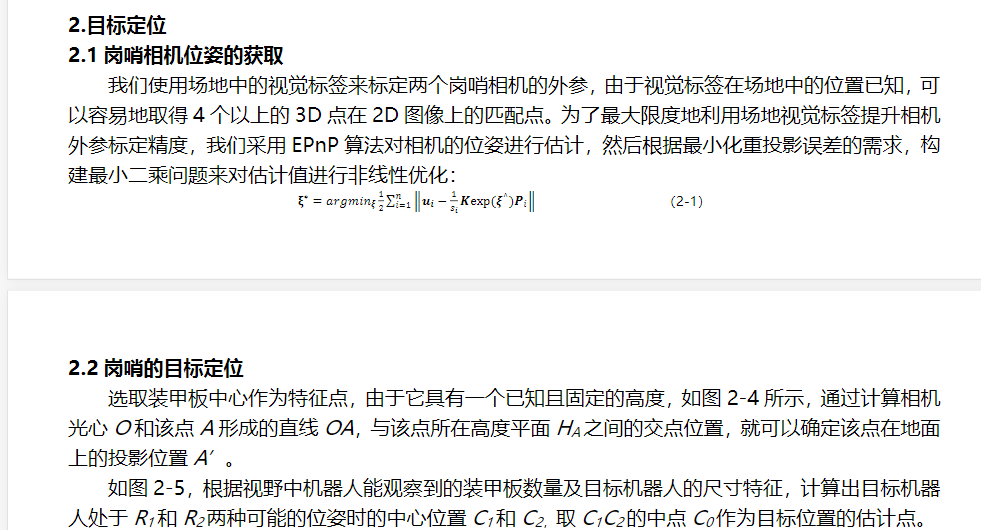 2.目标定位
2.1 岗哨相机位姿的获取
我们使用场地中的视觉标签来标定两个岗哨相机的外参，由于视觉标签在场地中的位置已知，可
以容易地取得 4 个以上的 3D 点在 2D 图像上的匹配点。为了最大限度地利用场地视觉标签提升相机
外参标定精度，我们采用 EPnP 算法对相机的位姿进行估计，然后根据最小化重投影误差的需求，构
建最小二乘问题来对估计值进行非线性优化：
ξ* = argmin_ξ 1/2 ∑_{i=1}^{n} ‖u_i − 1/s_i K exp(ξ^) P_i‖ (2-1)
2.2 岗哨的目标定位
选取装甲板中心作为特征点，由于它具有一个已知且固定的高度，如图 2-4 所示，通过计算相机
光心 O 和该点 A 形成的直线 OA，与该点所在高度平面 H_A 之间的交点位置，就可以确定该点在地面
上的投影位置 A′ 。
如图 2-5，根据视野中机器人能观察到的装甲板数量及目标机器人的尺寸特征，计算出目标机器
人处于 R_1 和 R_2 两种可能的位姿时的中心位置 C_1 和 C_2, 取 C_1C_2 的中点 C_0 作为目标位置的估计点。